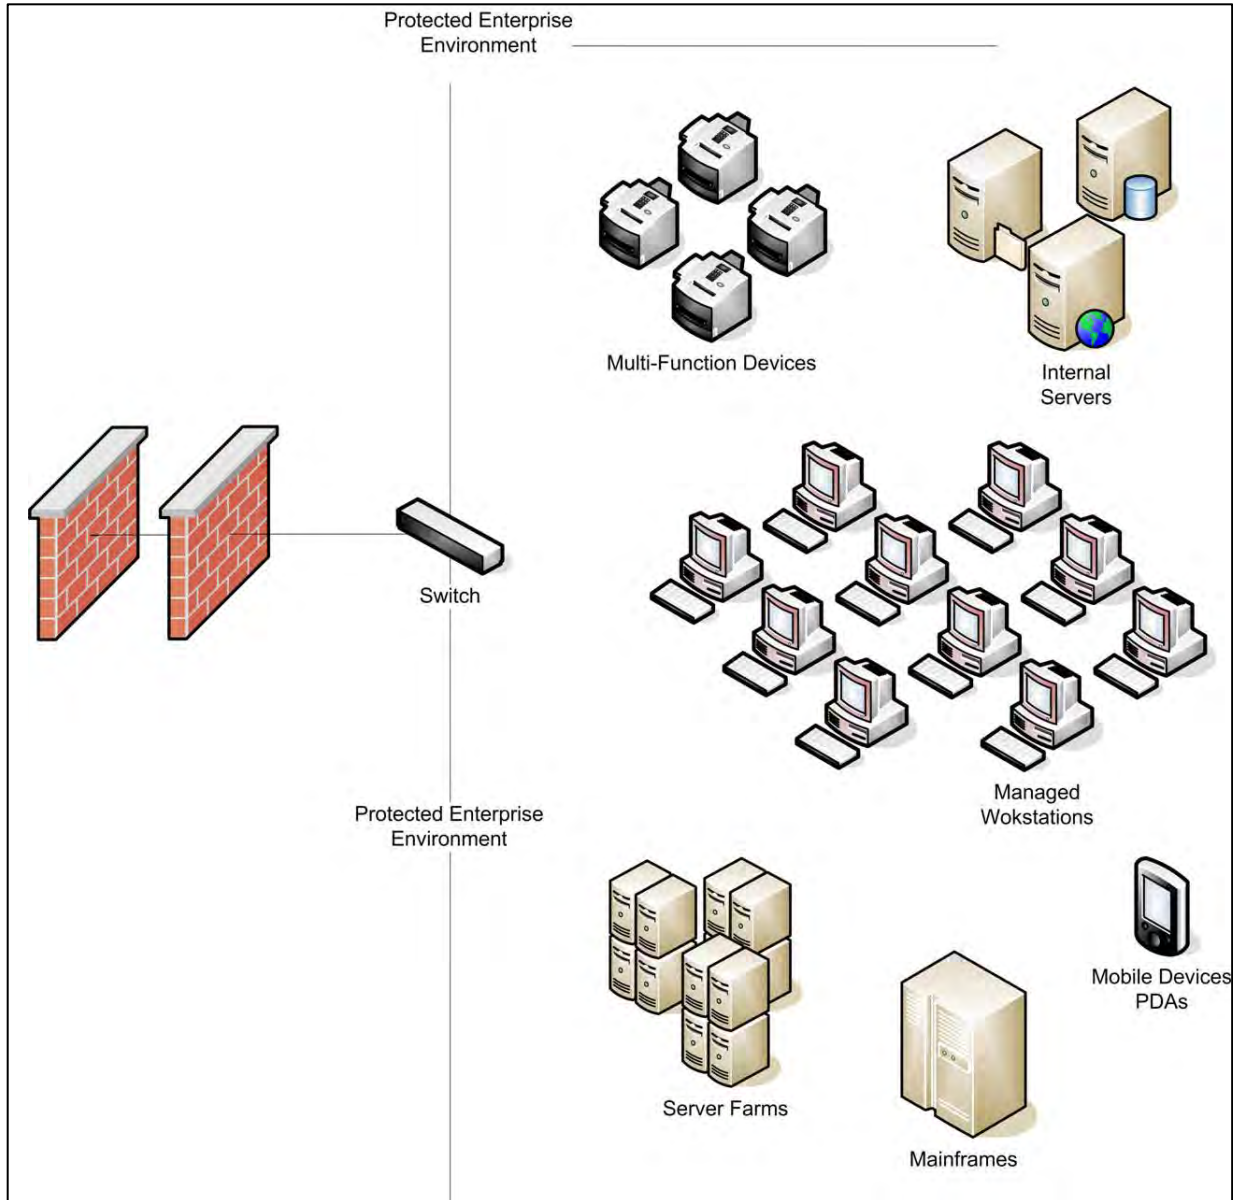 Protected Enterprise
Environment
Multi-Function Devices
Internal
Servers
Switch
Managed
Wokstations
Protected Enterprise
Environment
Mobile Devices
PDAs
Server Farms
Mainframes